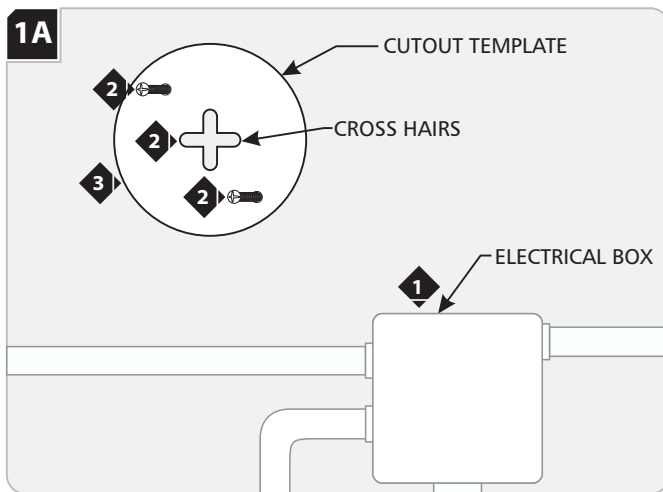 1A
CUTOUT TEMPLATE
2
CROSS HAIRS
2
3
2
ELECTRICAL BOX
1